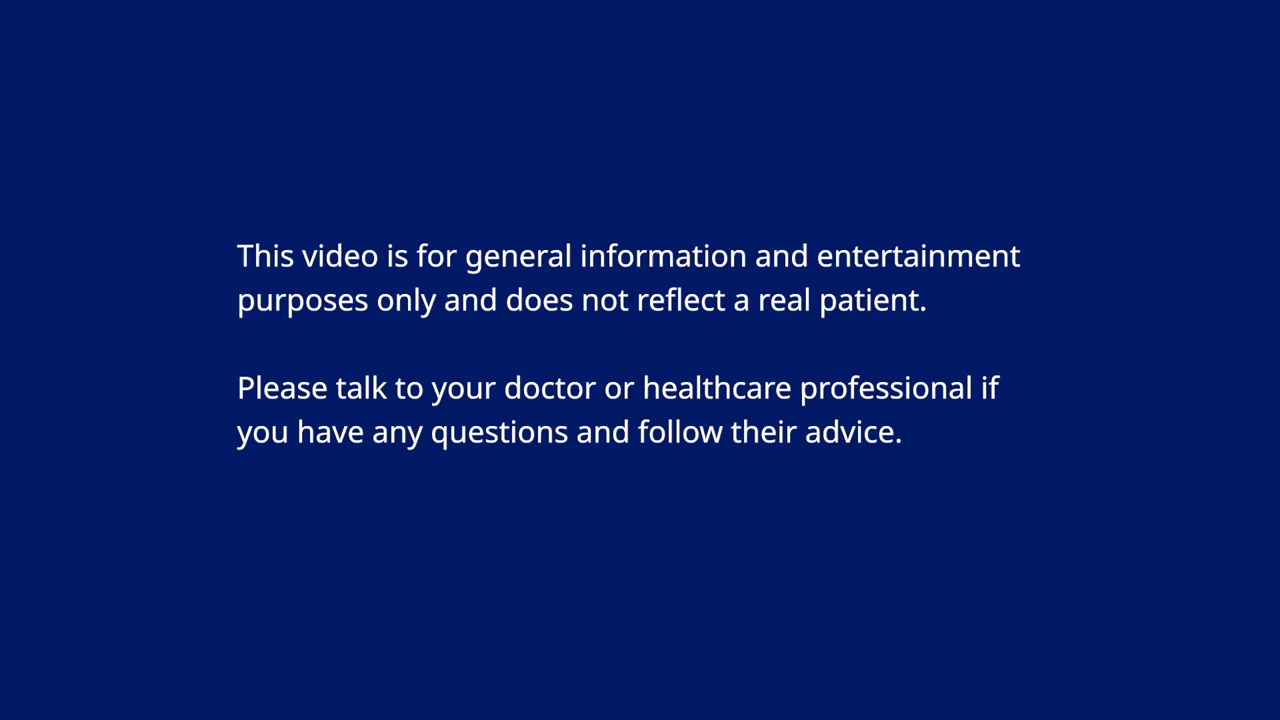 This video is for general information and entertainment
purposes only and does not reflect a real patient.
Please talk to your doctor or healthcare professional if
you have any questions and follow their advice.